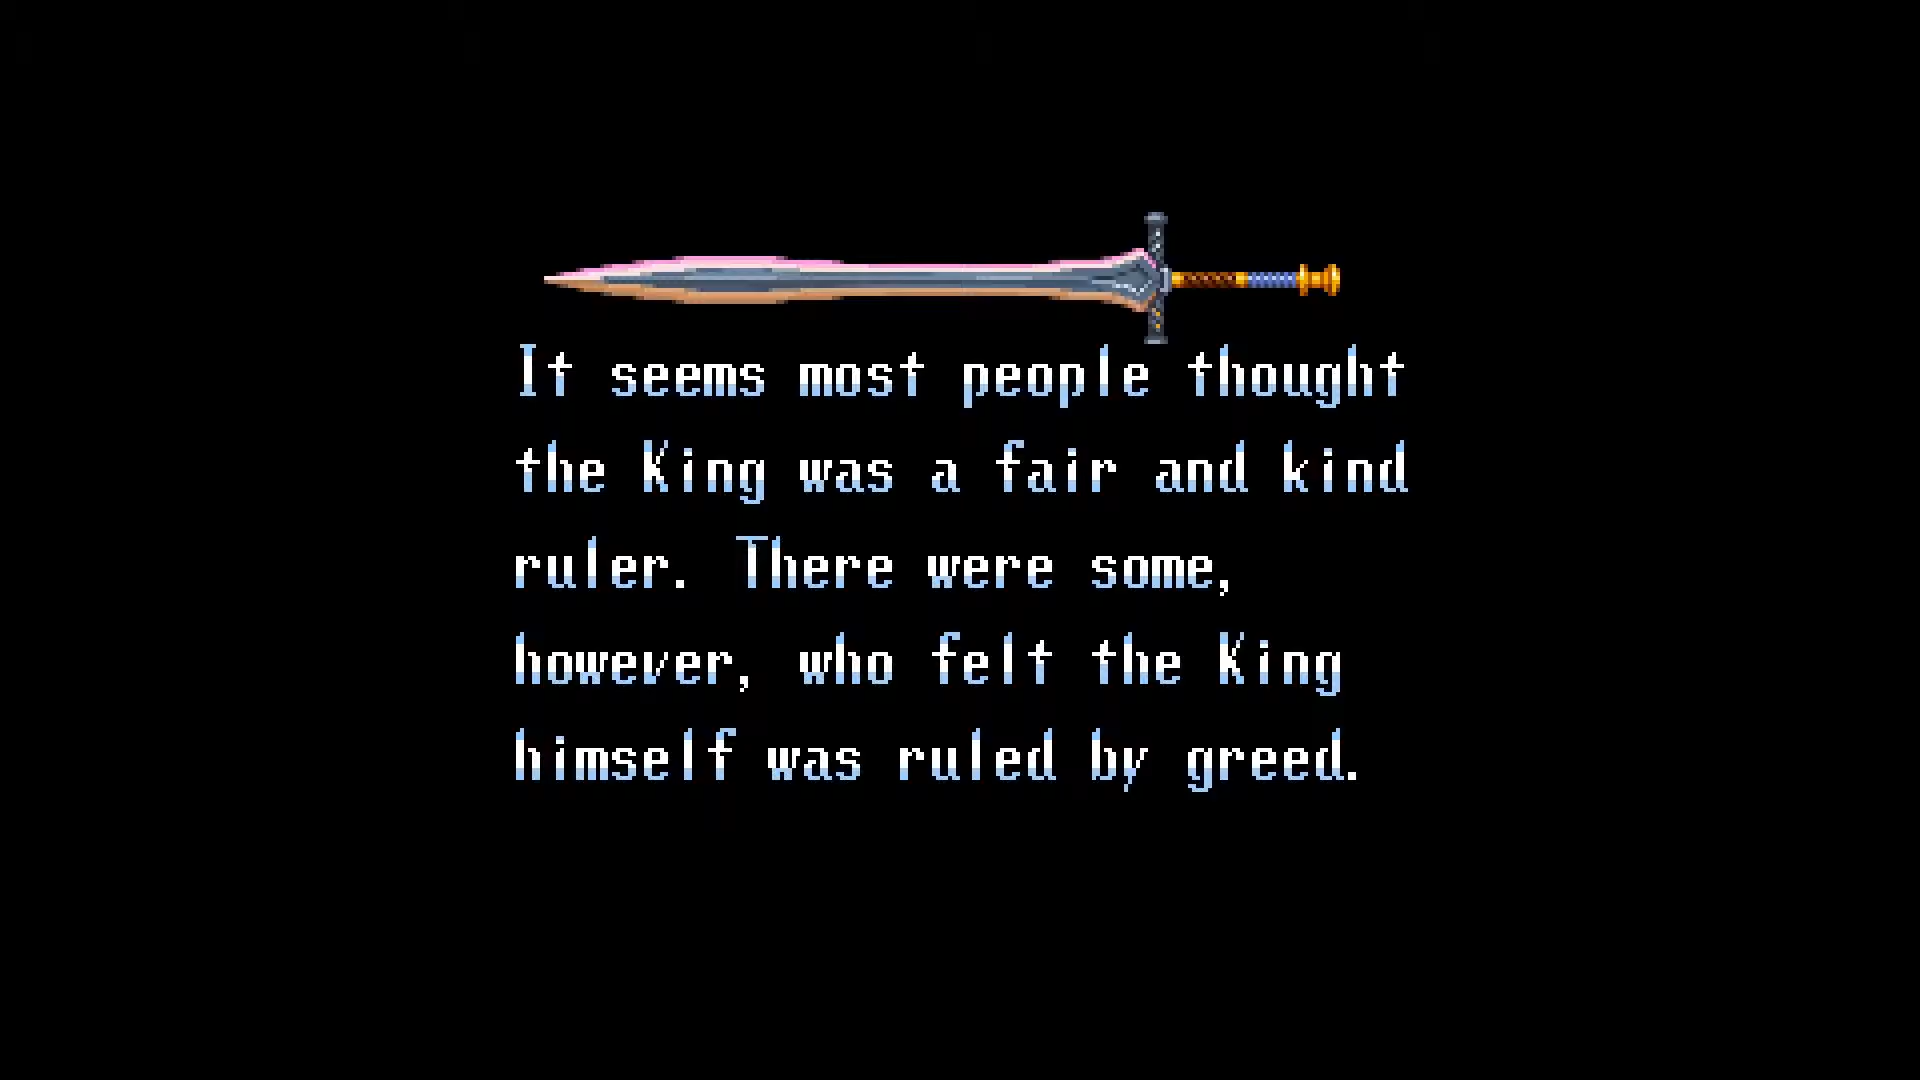 It seems most people thought
the King was a fair and kind
ruler.  There were some,
however, who felt the King
himself was ruled by greed.